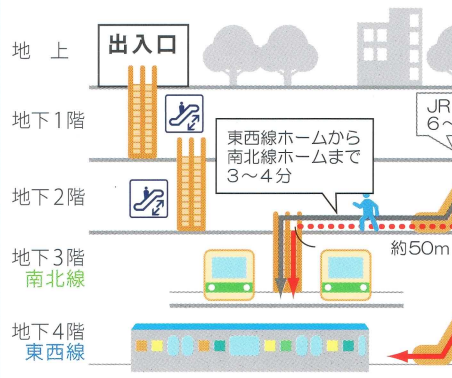 地 上
出入口
地下1階
JR
6〜
東西線ホームから
南北線ホームまで
3〜4分
地下2階
約50m
地下3階
南北線
地下4階
東西線